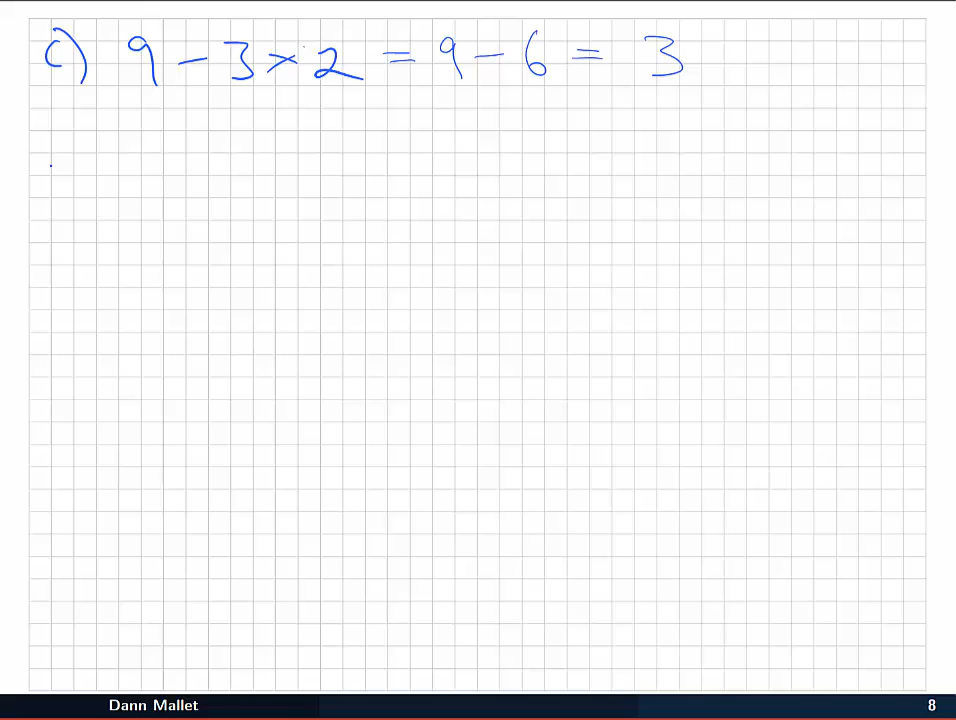 c) 9 - 3 × 2 = 9 - 6 = 3
Dann Mallet 8